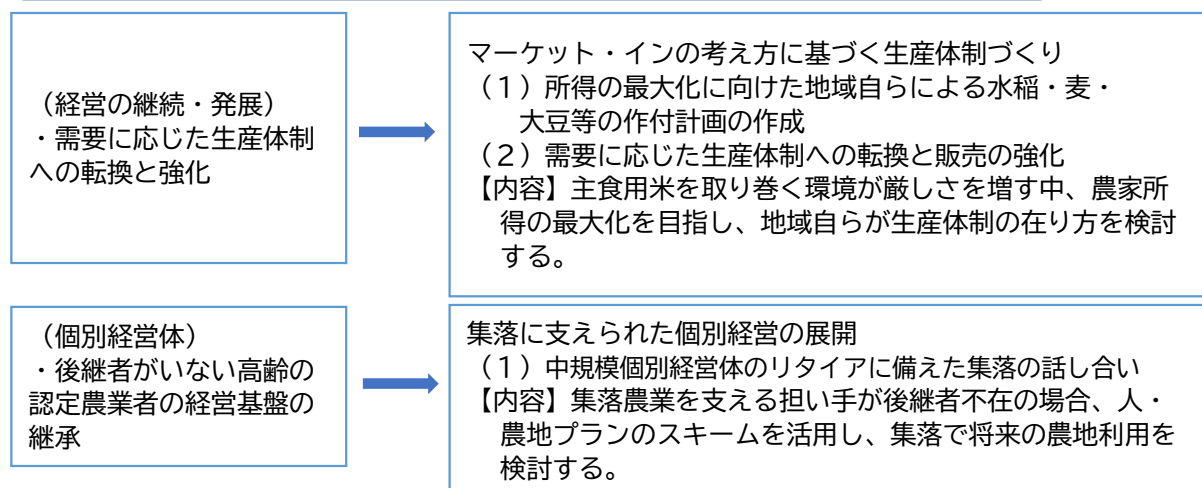 （経営の継続・発展）
・需要に応じた生産体制
への転換と強化
マーケット・インの考え方に基づく生産体制づくり
（１）所得の最大化に向けた地域自らによる水稲・麦・
大豆等の作付計画の作成
（２）需要に応じた生産体制への転換と販売の強化
【内容】主食用米を取り巻く環境が厳しさを増す中、農家所
得の最大化を目指し、地域自らが生産体制の在り方を検討
する。
（個別経営体）
・後継者がいない高齢の
認定農業者の経営基盤の
継承
集落に支えられた個別経営の展開
（１）中規模個別経営体のリタイアに備えた集落の話し合い
【内容】集落農業を支える担い手が後継者不在の場合、人・
農地プランのスキームを活用し、集落で将来の農地利用を
検討する。